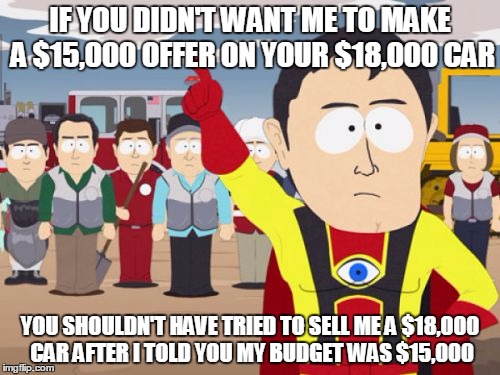 IF YOU DIDN'T WANT ME TO MAKE
A $15,000 OFFER ON YOUR $18,000 CAR
YOU SHOULDN'T HAVE TRIED TO SELL ME A $18,000
CAR AFTER I TOLD YOU MY BUDGET WAS $15,000
imgflip.com